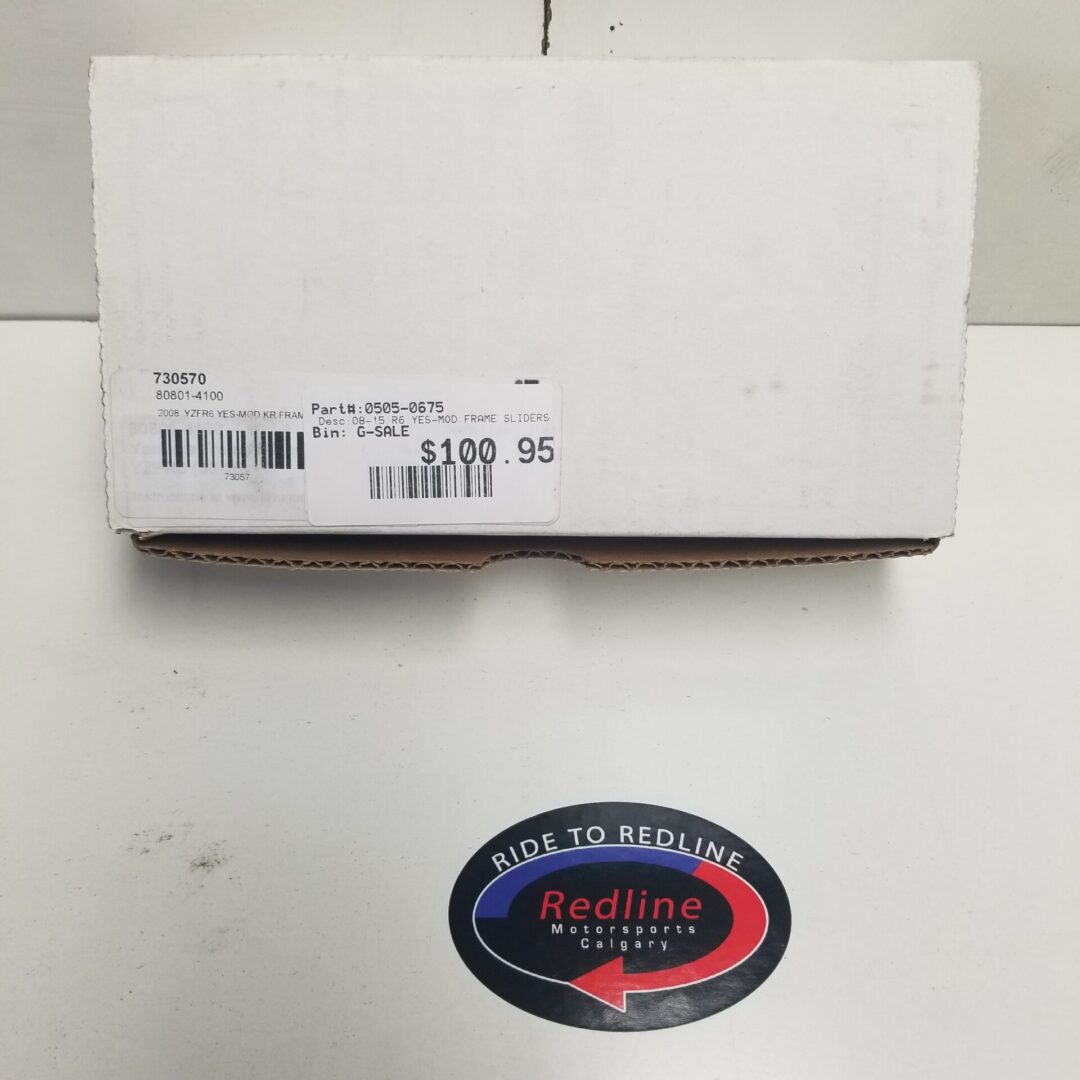 730570
80801-4100
2008 YZFR6 YES-MOD KR FRAM
73057
Part#:0505-0675
Desc:08-15 R6 YES-MOD FRAME SLIDERS
Bin: G-SALE
$100.95
RIDE TO REDLINE
Redline
Motorsports
Calgary